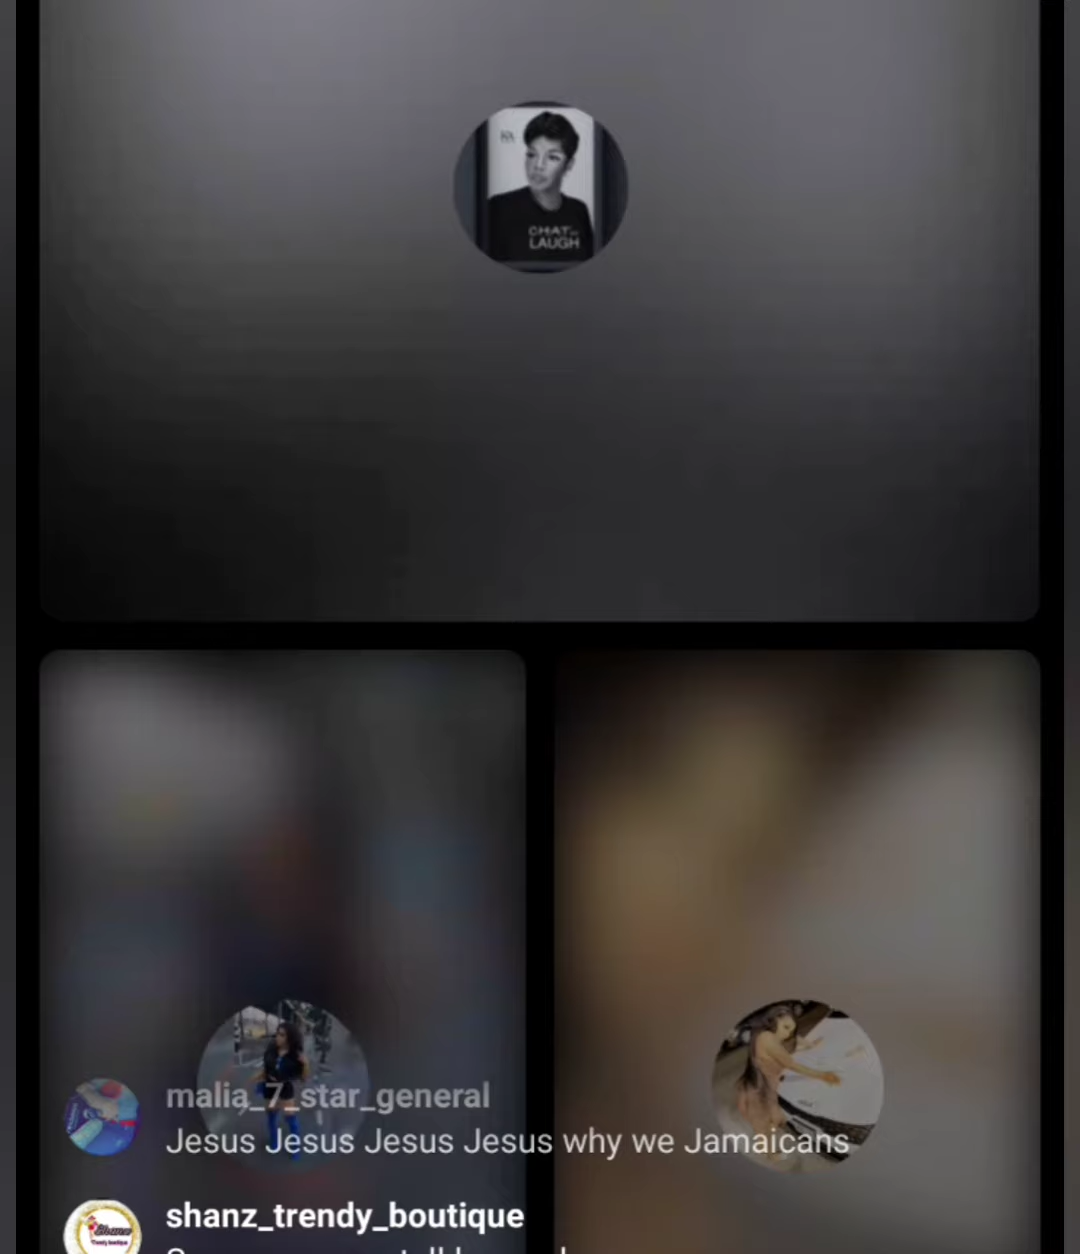 CHAT
LAUGH
malia_7_star_general
Jesus Jesus Jesus Jesus why we Jamaicans
shanz_trendy_boutique